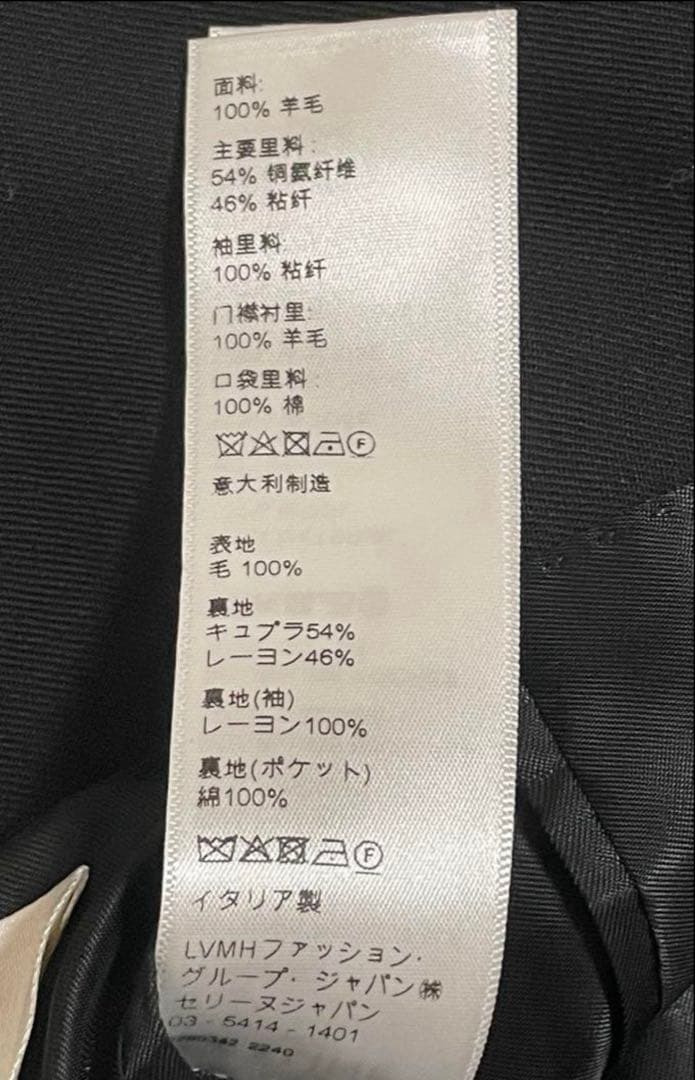 面料:
100% 羊毛
主要里料:
54% 铜氨纤维
46% 粘纤
袖里料
100% 粘纤
门襟衬里:
100% 羊毛
口袋里料:
100% 棉
F
意大利制造
表地
毛 100%
裏地
キュプラ54%
レーヨン46%
裏地(袖)
レーヨン100%
裏地(ポケット)
綿100%
F
イタリア製
LVMHファッション・
グループ・ジャパン㈱
セリーヌジャパン
03-5414-1401
2240